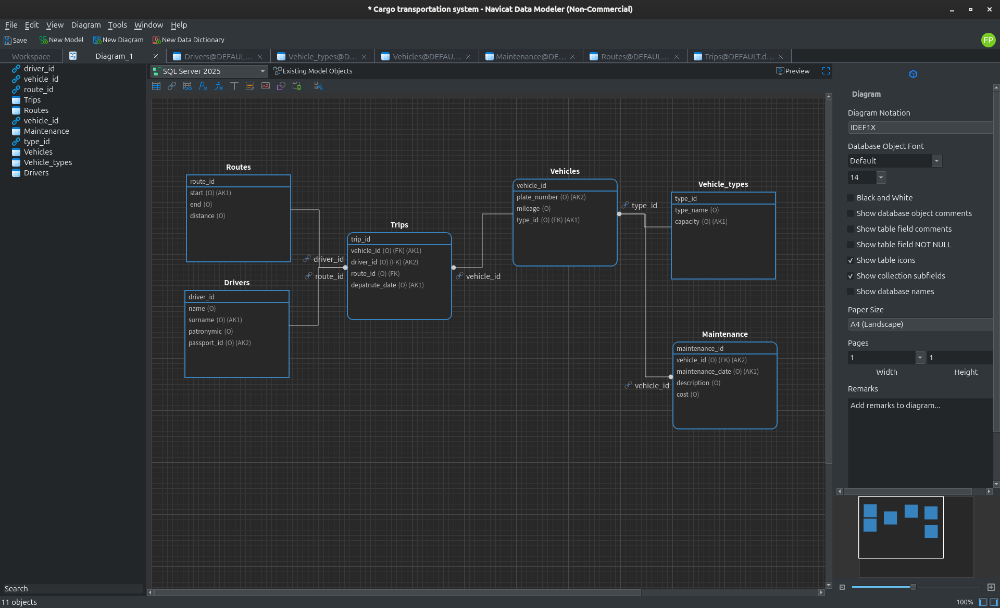 * Cargo transportation system - Navicat Data Modeler (Non-Commercial)
File Edit View Diagram Tools Window Help
Save New Model New Diagram New Data Dictionary FP
Workspace Diagram_1 Drivers@DEFAUL... Vehicle_types@D... Vehicles@DEFAU... Maintenance@DE... Routes@DEFAUL... Trips@DEFAULT.d...
driver_id
vehicle_id
route_id
Trips
Routes
vehicle_id
Maintenance
type_id
Vehicles
Vehicle_types
Drivers
Search
11 objects
SQL Server 2025 Existing Model Objects Preview
Routes
route_id
start (O) (AK1)
end (O)
distance (O)
Drivers
driver_id
name (O)
surname (O) (AK1)
patronymic (O)
passport_id (O) (AK2)
driver_id
route_id
Trips
trip_id
vehicle_id (O) (FK) (AK1)
driver_id (O) (FK) (AK2)
route_id (O) (FK)
depatrute_date (O) (AK1)
vehicle_id
Vehicles
vehicle_id
plate_number (O) (AK2)
mileage (O)
type_id (O) (FK) (AK1)
type_id
Vehicle_types
type_id
type_name (O)
capacity (O) (AK1)
Maintenance
maintenance_id
vehicle_id (O) (FK) (AK2)
maintenance_date (O) (AK1)
description (O)
cost (O)
vehicle_id
Diagram
Diagram Notation
IDEF1X
Database Object Font
Default
14
Black and White
Show database object comments
Show table field comments
Show table field NOT NULL
Show table icons
Show collection subfields
Show database names
Paper Size
A4 (Landscape)
Pages
1 1
Width Height
Remarks
Add remarks to diagram...
100%